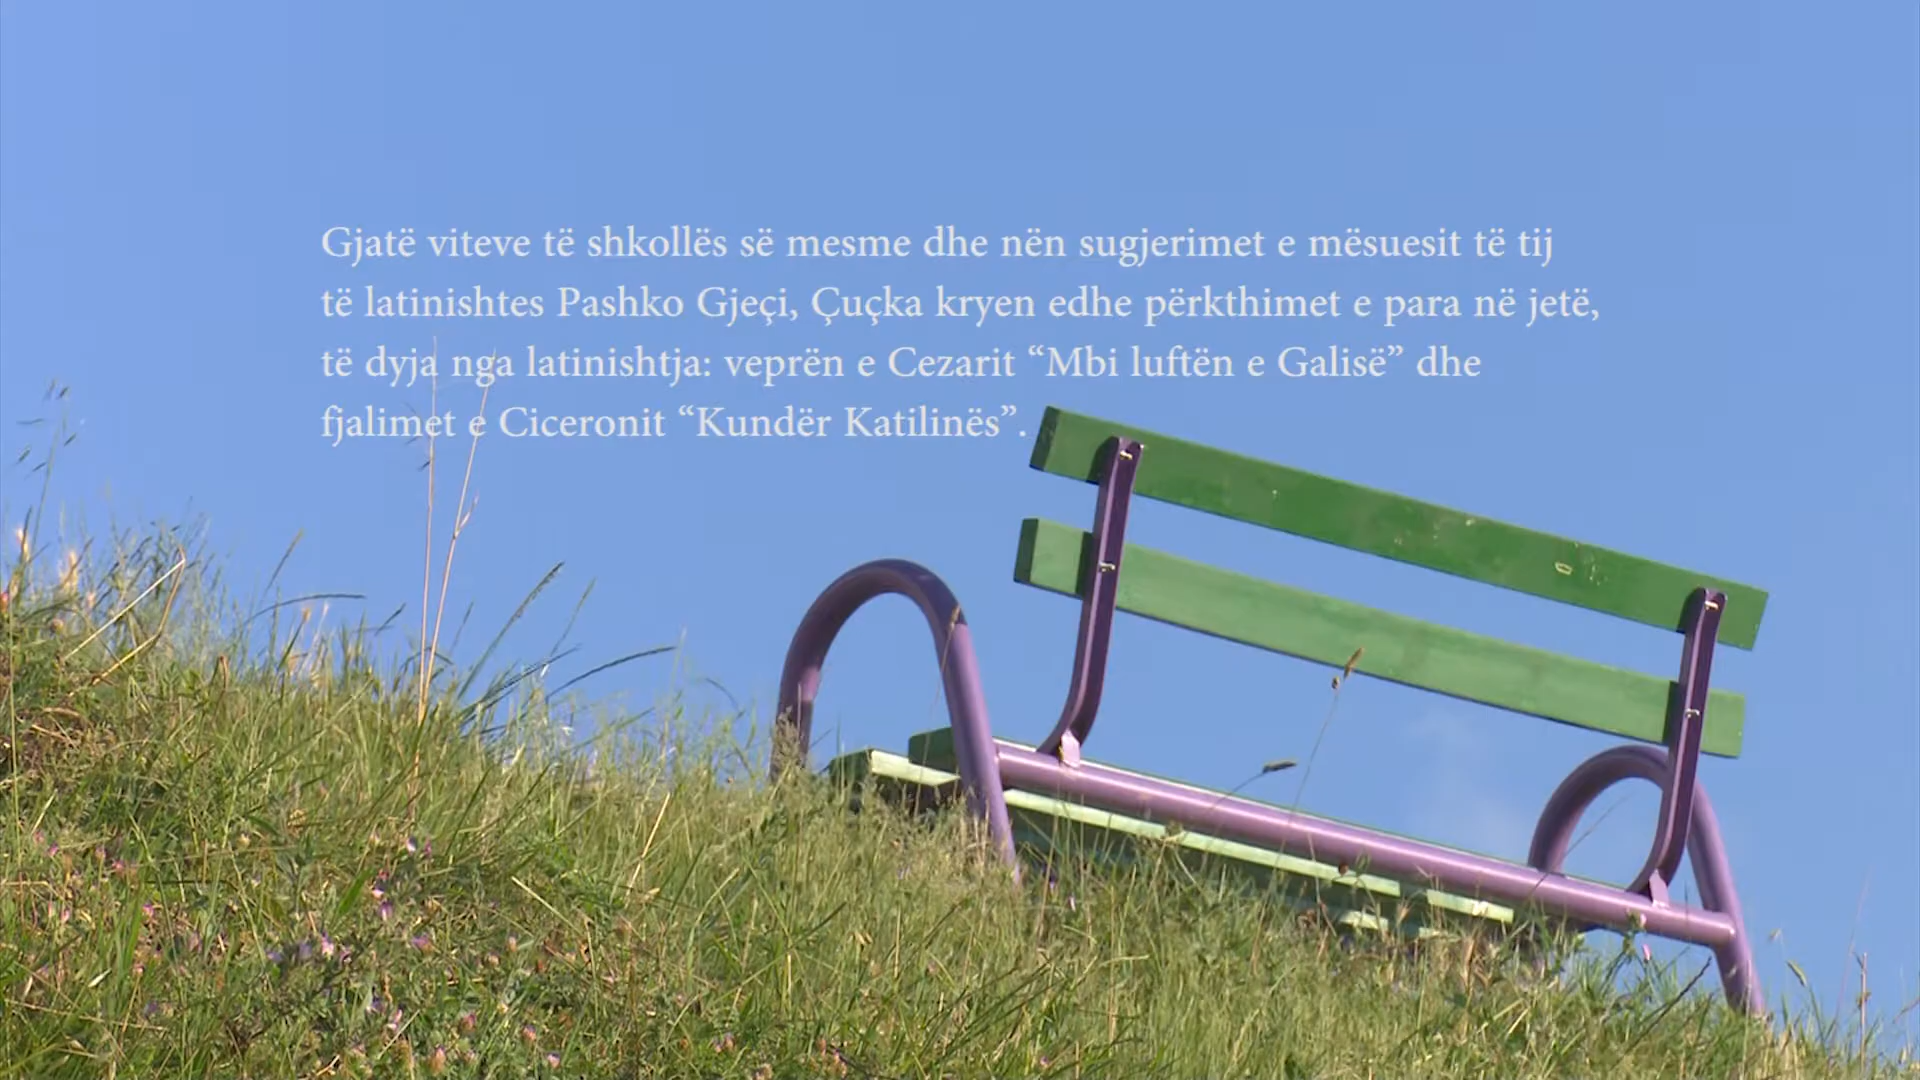 Gjatë viteve të shkollës së mesme dhe nën sugjerimet e mësuesit të tij
të latinishtes Pashko Gjeçi, Çuçka kryen edhe përkthimet e para në jetë,
të dyja nga latinishtja: veprën e Cezarit “Mbi luftën e Galisë” dhe
fjalimet e Ciceronit “Kundër Katilinës”.